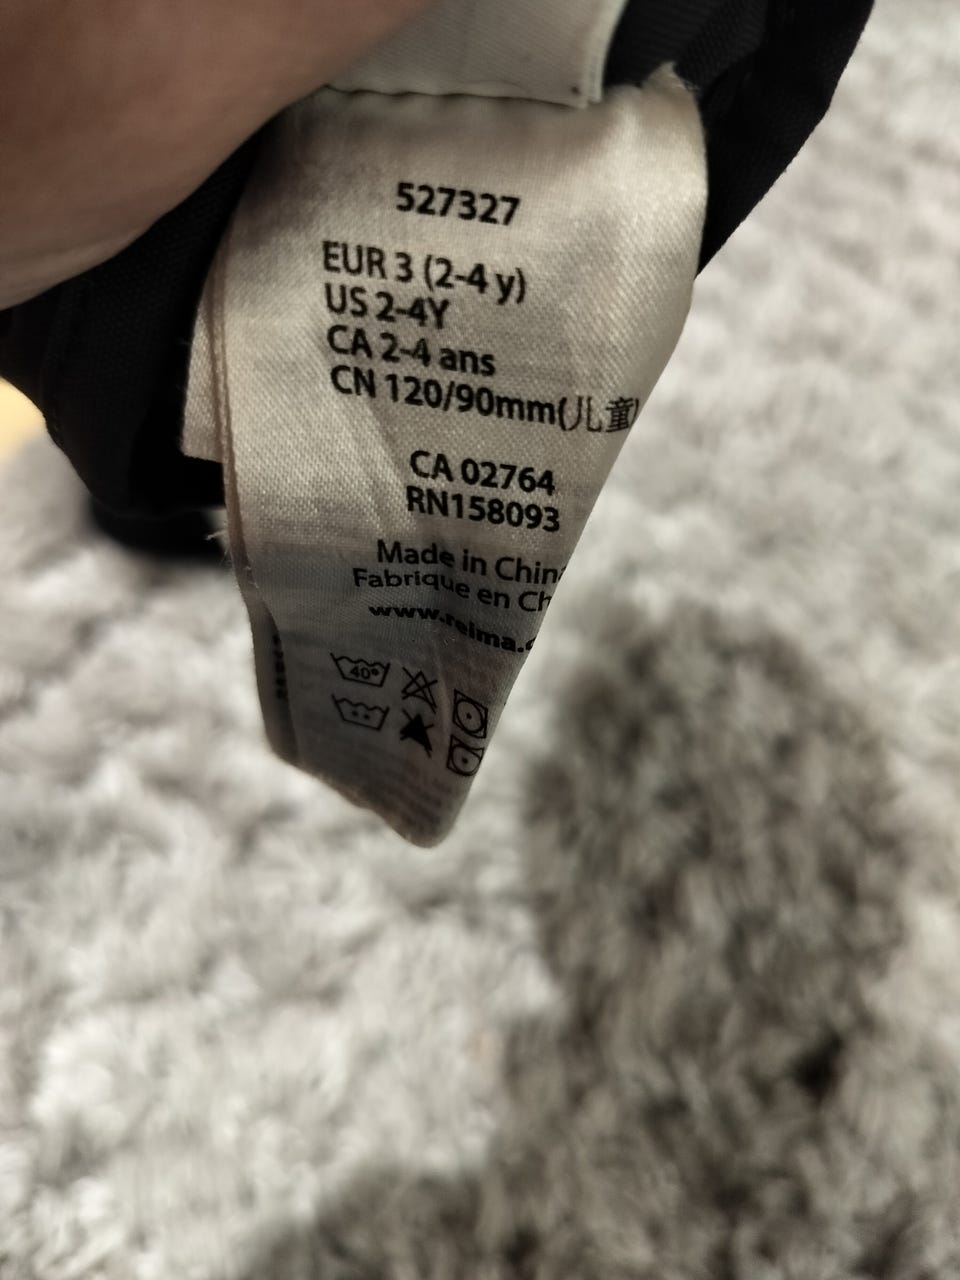 527327
EUR 3 (2-4 y)
US 2-4Y
CA 2-4 ans
CN 120/90mm(儿童)
CA 02764
RN158093
Made in China
Fabrique en Ch
www.reima.c
40°